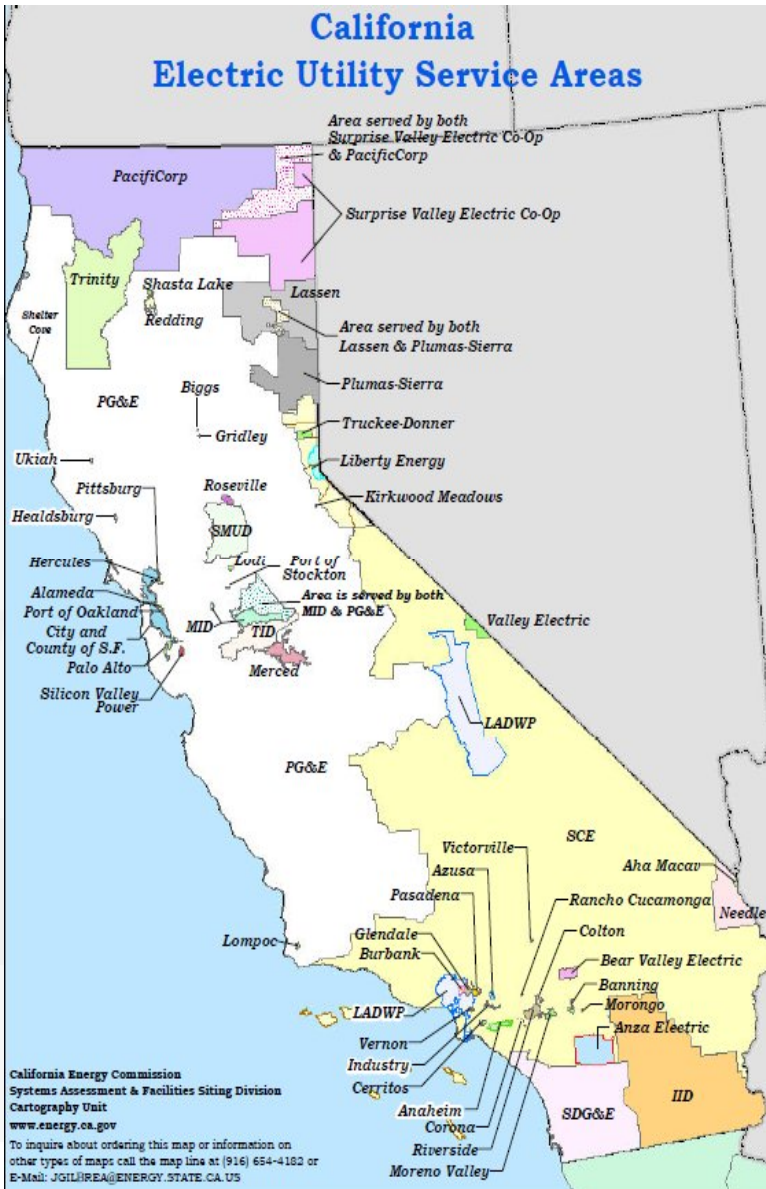 California
Electric Utility Service Areas
Area served by both
Surprise Valley Electric Co-Op
& PacificCorp
PacifiCorp
Surprise Valley Electric Co-Op
Trinity
Shasta Lake
Lassen
Redding
Shelter
Cove
Area served by both
Lassen & Plumas-Sierra
Plumas-Sierra
Biggs
PG&E
Truckee-Donner
Gridley
Liberty Energy
Ukiah
Pittsburg
Roseville
Kirkwood Meadows
Healdsburg
SMUD
Hercules
Lodi
Port of
Stockton
Alameda
Area is served by both
MID & PG&E
Port of Oakland
City and
County of S.F.
MID
TID
Valley Electric
Palo Alto
Merced
Silicon Valley
Power
LADWP
PG&E
SCE
Victorville
Azusa
Aha Macav
Pasadena
Rancho Cucamonga
Needle
Glendale
Colton
Lompoc
Burbank
Bear Valley Electric
Banning
LADWP
Morongo
Anza Electric
Vernon
Industry
Cerritos
Anaheim
Corona
SDG&E
IID
Riverside
Moreno Valley
California Energy Commission
Systems Assessment & Facilities Siting Division
Cartography Unit
www.energy.ca.gov
To inquire about ordering this map or information on
other types of maps call the map line at (916) 654-4182 or
E-Mail: JGILBREA@ENERGY.STATE.CA.US